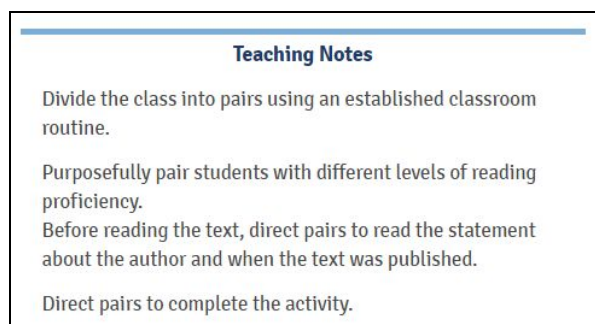 Teaching Notes
Divide the class into pairs using an established classroom
routine.
Purposefully pair students with different levels of reading
proficiency.
Before reading the text, direct pairs to read the statement
about the author and when the text was published.
Direct pairs to complete the activity.